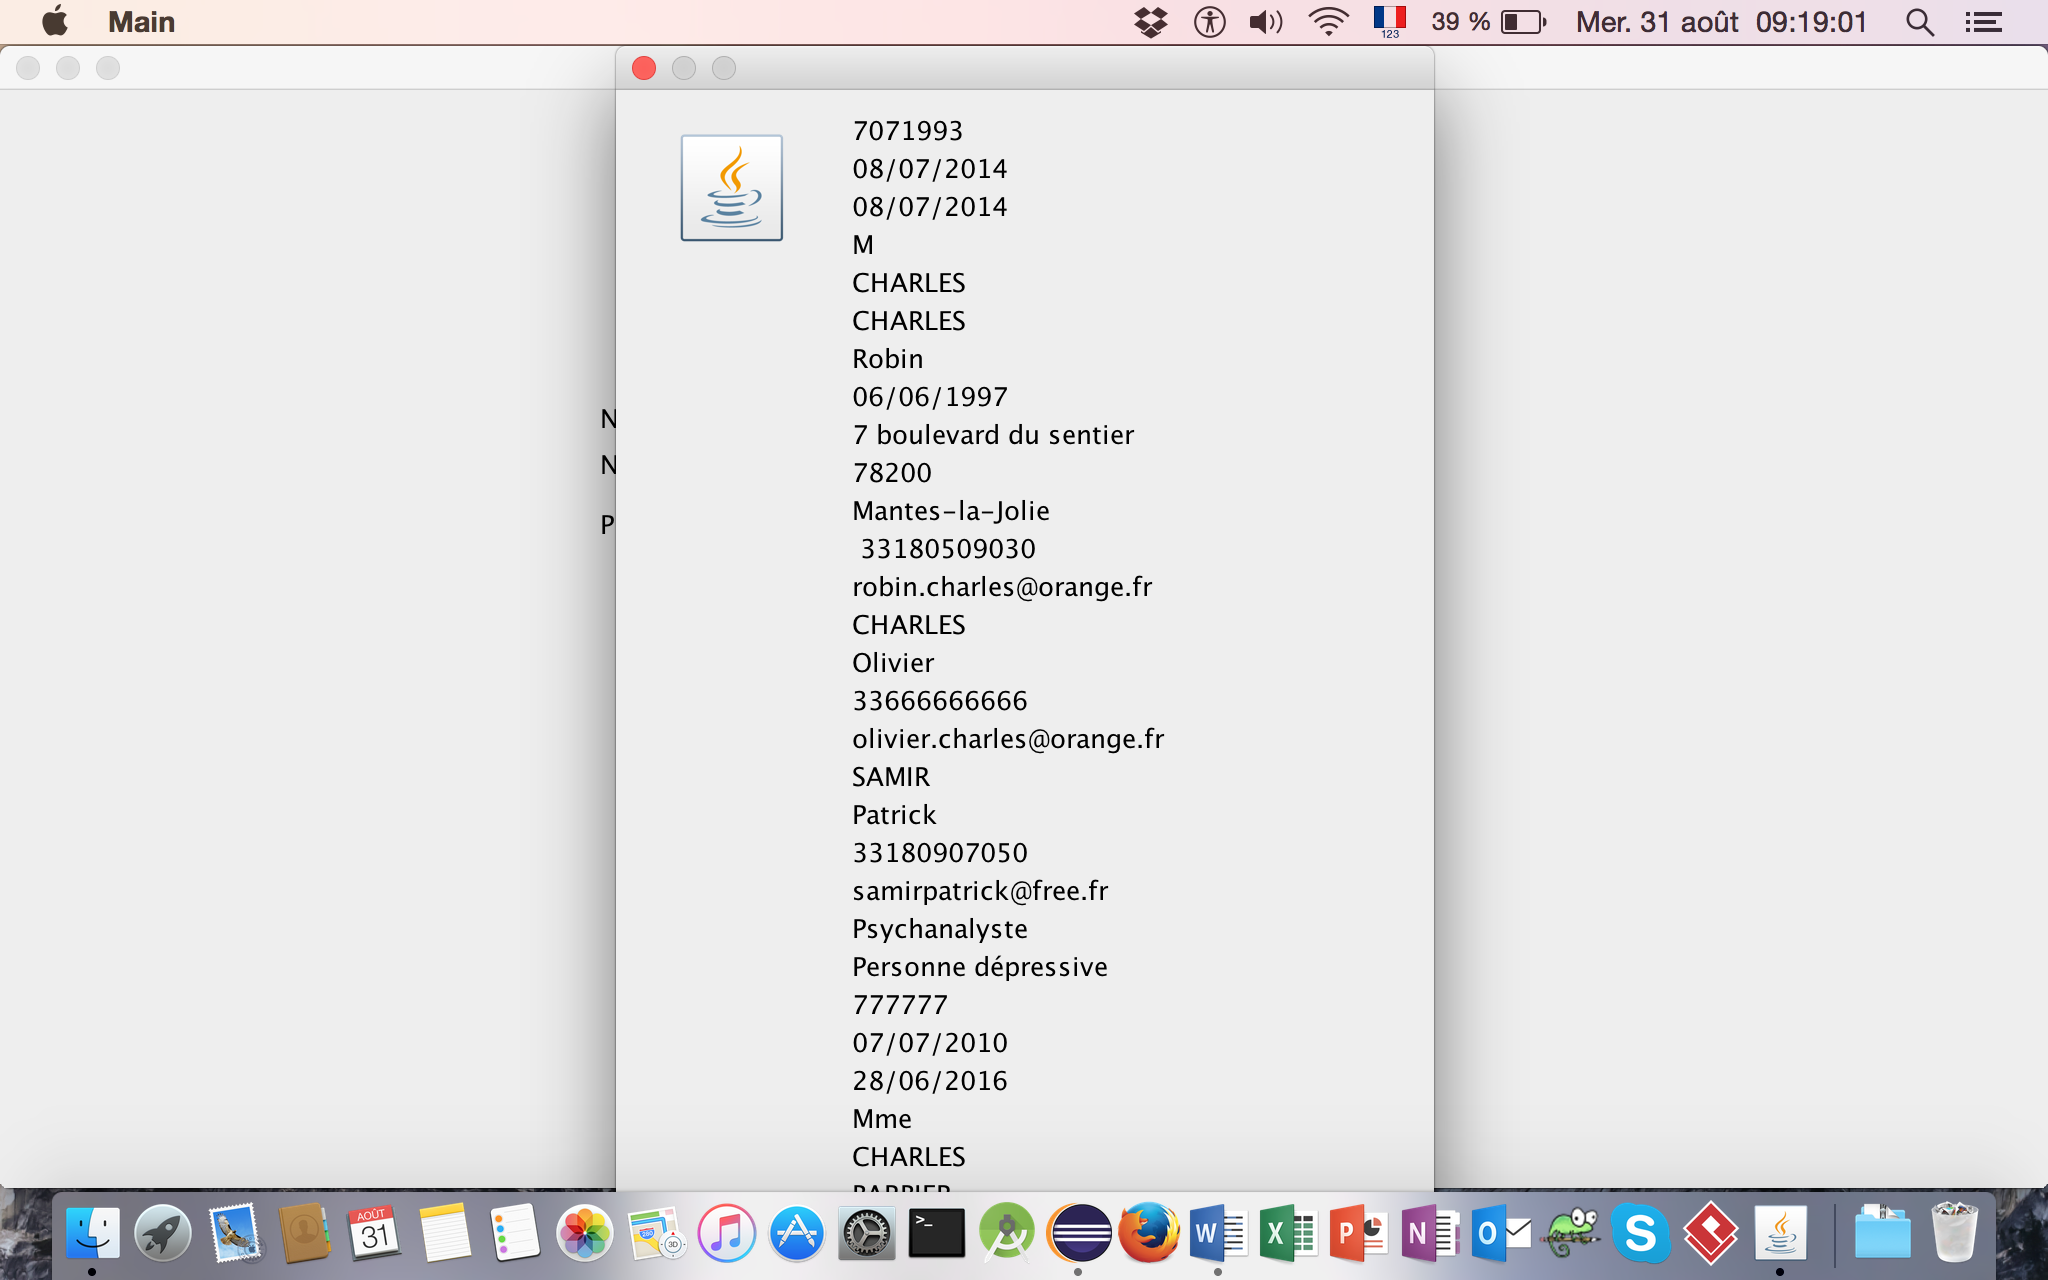 Main 123 39 % Mer. 31 août 09:19:01
7071993
08/07/2014
08/07/2014
M
CHARLES
CHARLES
Robin
06/06/1997
N
7 boulevard du sentier
N
78200
Mantes-la-Jolie
P
33180509030
robin.charles@orange.fr
CHARLES
Olivier
33666666666
olivier.charles@orange.fr
SAMIR
Patrick
33180907050
samirpatrick@free.fr
Psychanalyste
Personne dépressive
777777
07/07/2010
28/06/2016
Mme
CHARLES
AOÛT
31